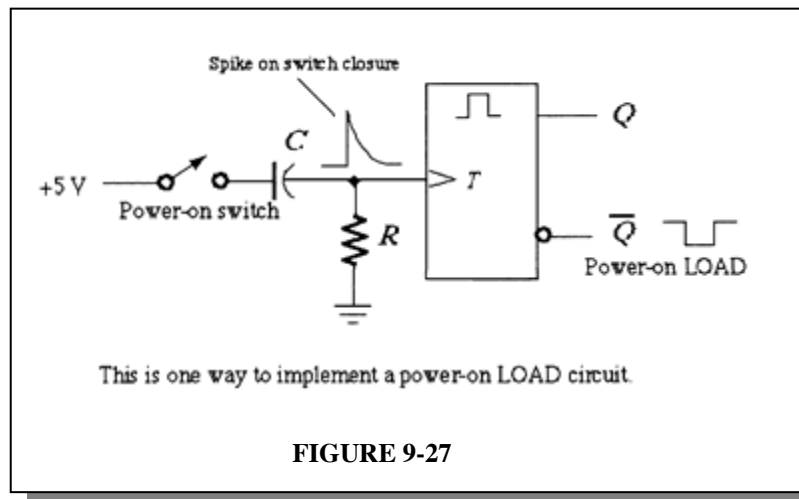 Spike on switch closure
C
Q
+5 V
T
Power-on switch
R
Q̅
Power-on LOAD
This is one way to implement a power-on LOAD circuit.
FIGURE 9-27